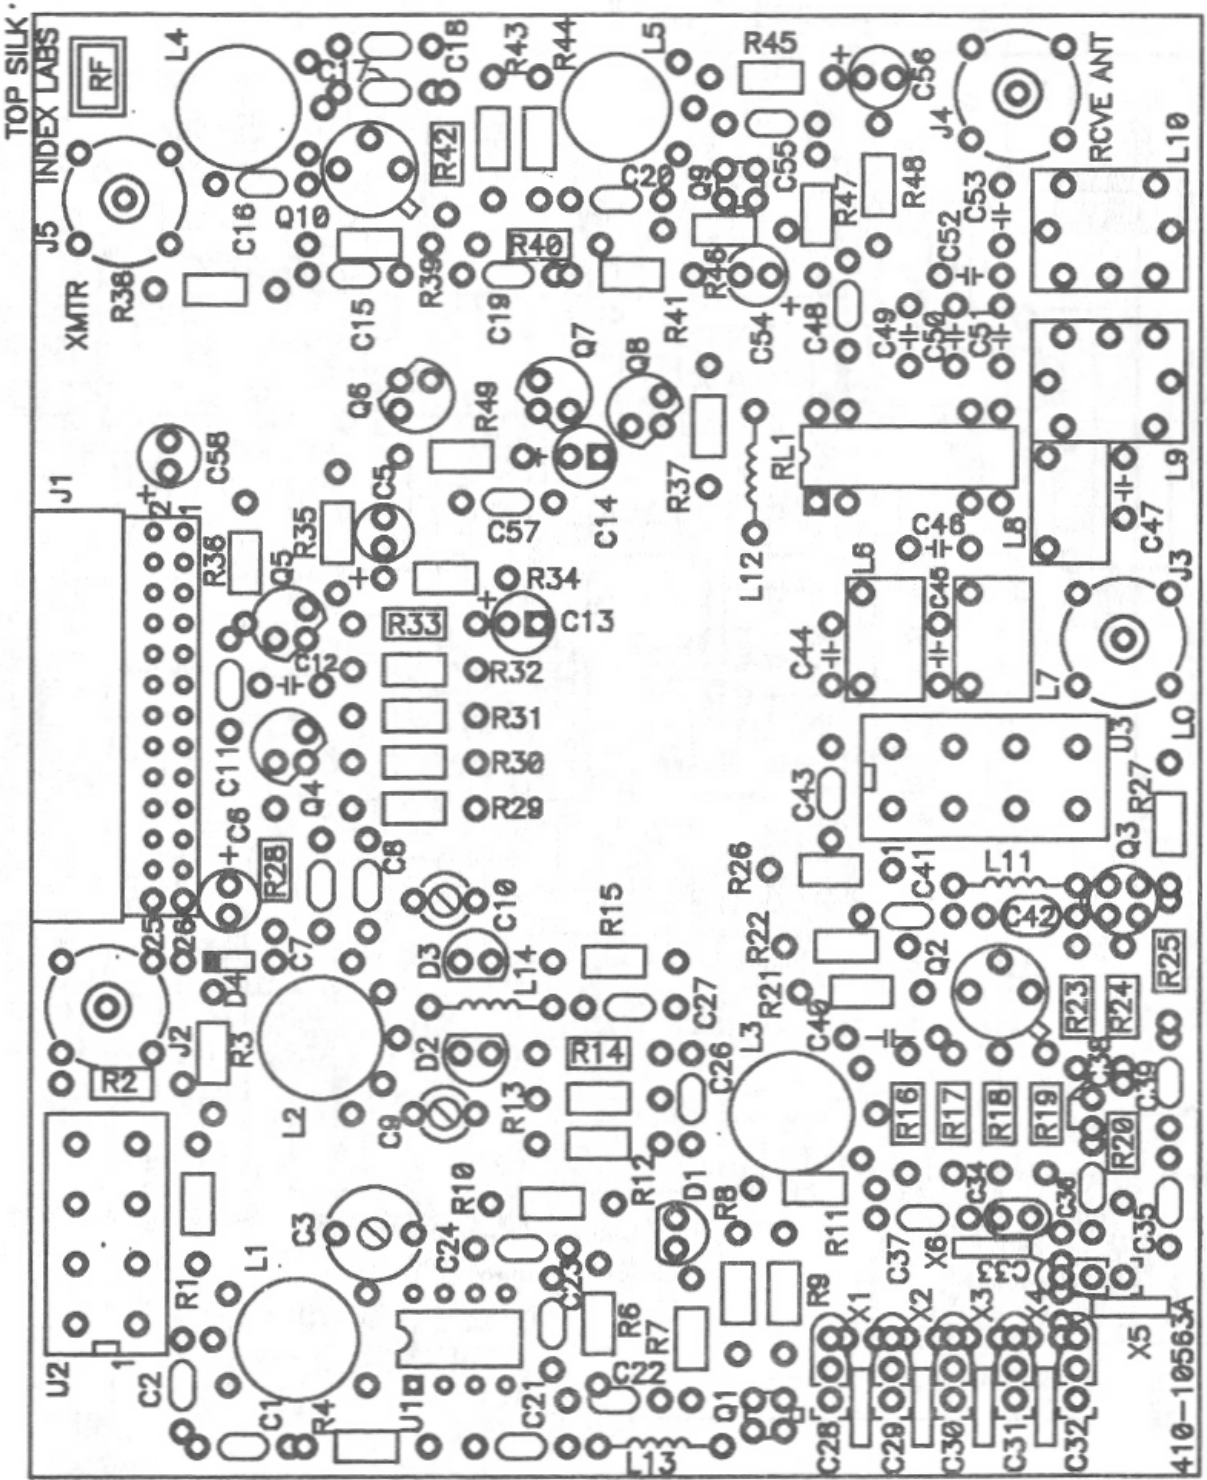 TOP SILK
INDEX LABS
RF
L4
C17
C18
R43
R44
L5
R45
+
C56
J4
RCVE ANT
L10
J5
C16
Q10
R42
C20
Q9
C55
R47
R48
C53
C52
XMTR
R38
C15
R39
C19
R40
R41
R46
C54
+
C48
C49
C50
C51
Q6
R49
Q7
Q8
R37
RL1
L9
J1
C58
+
2
1
R36
R35
C5
+
C57
+
C14
L12
L8
C47
C46
L6
C45
J3
Q5
R34
+
C13
R33
C12
R32
C44
L7
LO
R31
C11
R30
Q4
R29
C43
U3
R27
C6
+
R28
C8
R26
1
C41
L11
Q3
C10
R15
C42
25
26
C7
D3
L14
R22
Q2
R25
D4
R21
C40
R23
R24
J2
R3
C27
L3
D2
R14
C26
C38
C39
R2
L2
C9
R13
R16
R17
R18
R19
R20
R12
D1
R8
R10
C3
C24
R11
C34
C36
C37
X6
C35
C33
L1
R1
C23
R6
R7
R9
X1
X2
X3
X4
X5
U2
1
C2
C1
R4
U1
C21
C22
Q1
L13
C28
C29
C30
C31
C32
410-10563A